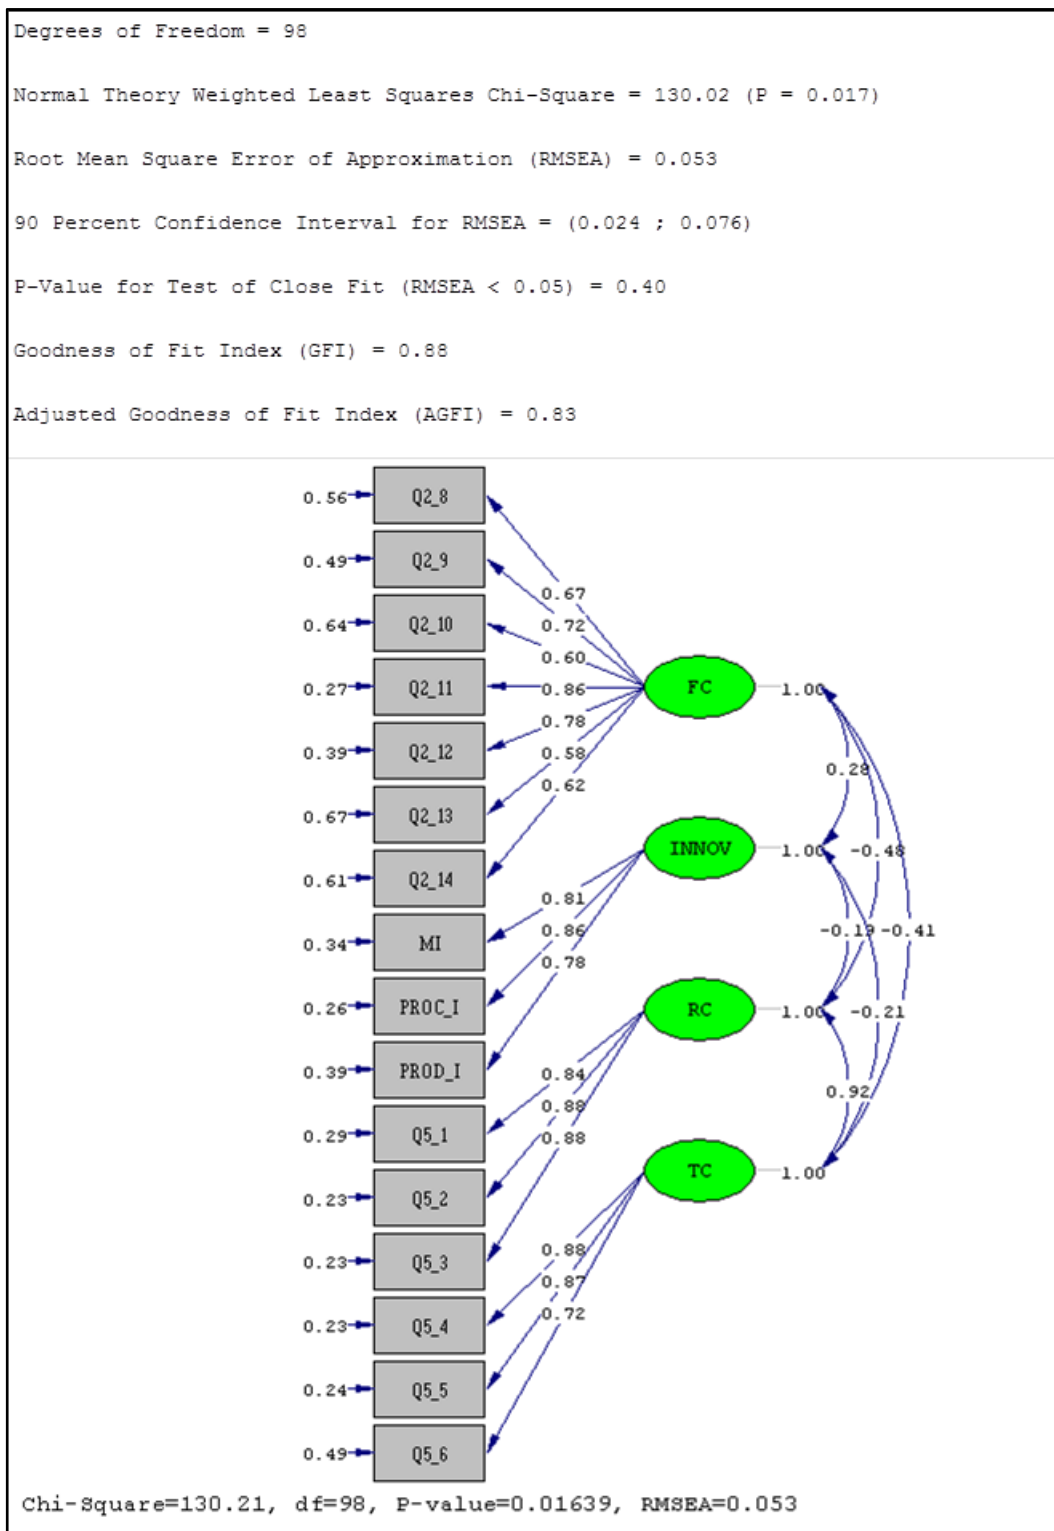 Degrees of Freedom = 98
Normal Theory Weighted Least Squares Chi-Square = 130.02 (P = 0.017)
Root Mean Square Error of Approximation (RMSEA) = 0.053
90 Percent Confidence Interval for RMSEA = (0.024 ; 0.076)
P-Value for Test of Close Fit (RMSEA < 0.05) = 0.40
Goodness of Fit Index (GFI) = 0.88
Adjusted Goodness of Fit Index (AGFI) = 0.83
0.56 Q2_8
0.49 Q2_9
0.67
0.64 Q2_10 0.72
0.60
0.27 Q2_11 0.86 FC 1.00
0.78
0.39 Q2_12 0.58
0.28
0.62
0.67 Q2_13
INNOV 1.00 -0.48
0.61 Q2_14
0.81
0.34 MI 0.86 -0.19 -0.41
0.78
0.26 PROC_I RC 1.00 -0.21
0.39 PROD_I 0.84
0.92
0.88
0.29 Q5_1 0.88
TC 1.00
0.23 Q5_2
0.23 Q5_3 0.88
0.87
0.23 Q5_4 0.72
0.24 Q5_5
0.49 Q5_6
Chi-Square=130.21, df=98, P-value=0.01639, RMSEA=0.053